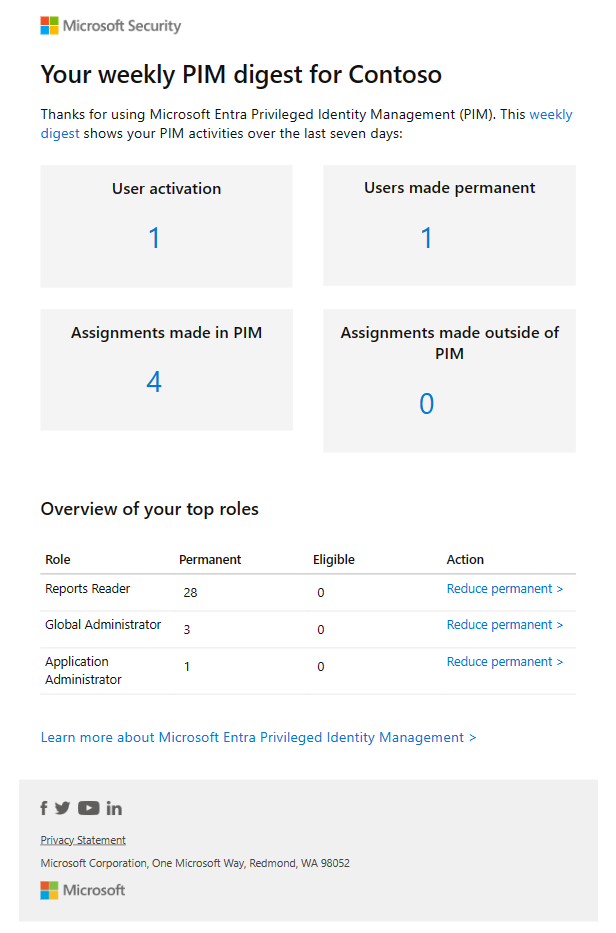 Microsoft Security
Your weekly PIM digest for Contoso
Thanks for using Microsoft Entra Privileged Identity Management (PIM). This weekly
digest shows your PIM activities over the last seven days:
User activation
1
Users made permanent
1
Assignments made in PIM
4
Assignments made outside of
PIM
0
Overview of your top roles
Role Permanent Eligible Action
Reports Reader 28 0 Reduce permanent >
Global Administrator 3 0 Reduce permanent >
Application
Administrator 1 0 Reduce permanent >
Learn more about Microsoft Entra Privileged Identity Management >
Privacy Statement
Microsoft Corporation, One Microsoft Way, Redmond, WA 98052
Microsoft